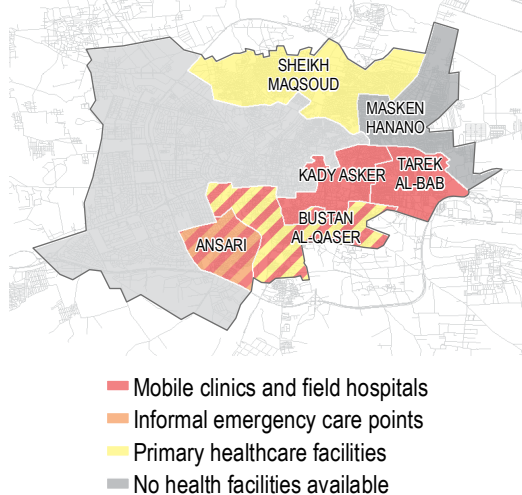 SHEIKH
MAQSOUD
MASKEN
HANANO
KADY ASKER
TAREK
AL-BAB
BUSTAN
AL-QASER
ANSARI
Mobile clinics and field hospitals
Informal emergency care points
Primary healthcare facilities
No health facilities available